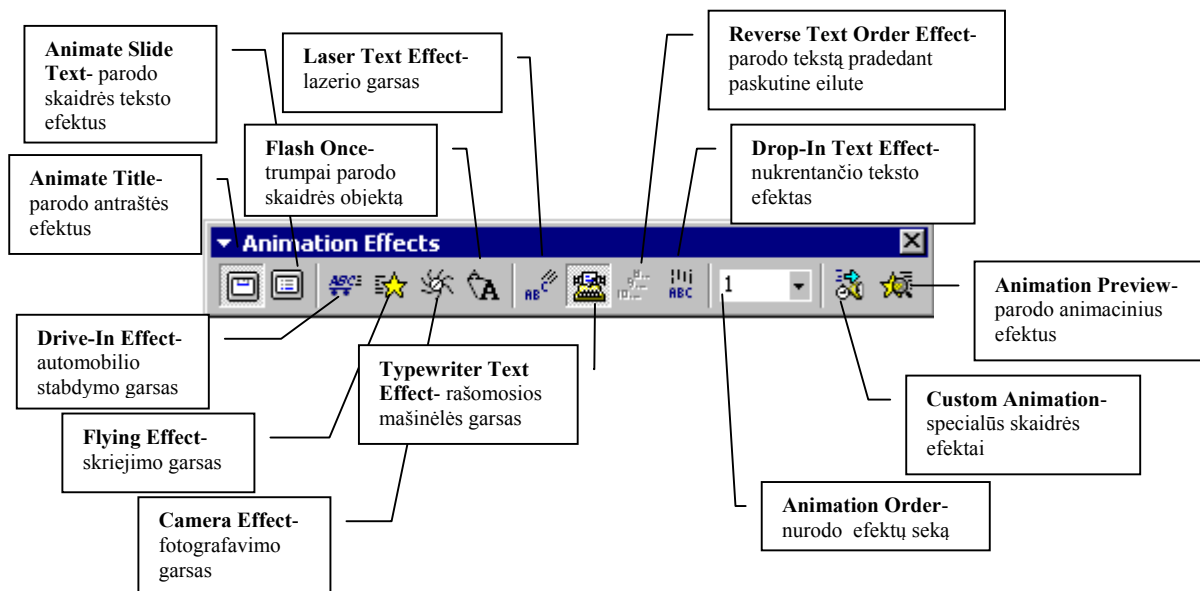 Animate Slide
Text- parodo
skaidrės teksto
efektus
Laser Text Effect-
lazerio garsas
Reverse Text Order Effect-
parodo tekstą pradedant
paskutine eilute
Animate Title-
parodo antraštės
efektus
Flash Once-
trumpai parodo
skaidrės objektą
Drop-In Text Effect-
nukrentančio teksto
efektas
Animation Effects
ABC
A
ABC
ABC
1
Animation Preview-
parodo animacinius
efektus
Drive-In Effect-
automobilio
stabdymo garsas
Typewriter Text
Effect- rašomosios
mašinėlės garsas
Custom Animation-
specialūs skaidrės
efektai
Flying Effect-
skriejimo garsas
Camera Effect-
fotografavimo
garsas
Animation Order-
nurodo  efektų seką